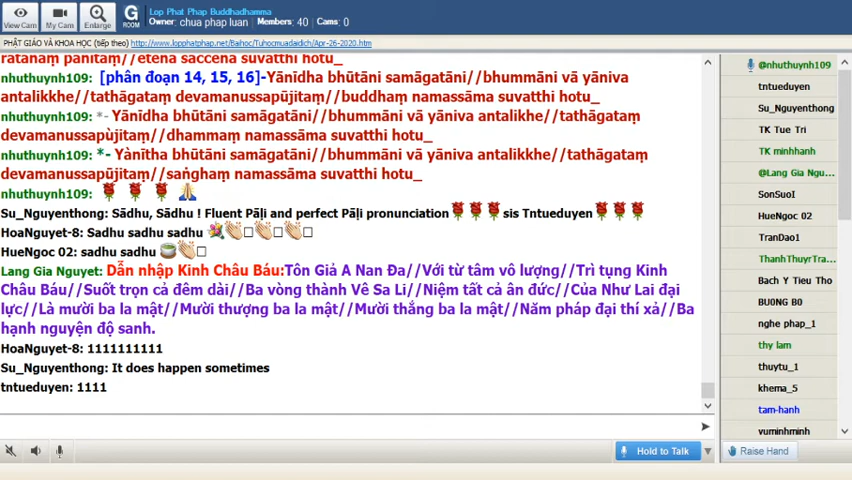 Lop Phat Phap Buddhadhamma
Owner: chua phap luan Members: 40 Cams: 0
View Cam My Cam Enlarge G ROOM
PHẬT GIÁO VÀ KHOA HỌC (tiếp theo) http://www.lopphatphap.net/Baihoc/Tuhocmuadaidich/Apr-26-2020.htm
ratanaṃ paṇītaṃ//etena saccena suvatthi hotu_
nhuthuynh109: [phân đoạn 14, 15, 16]-Yānīdha bhūtāni samāgatāni//bhummāni vā yāniva
antalikkhe//tathāgataṃ devamanussapūjitaṃ//buddhaṃ namassāma suvatthi hotu_
nhuthuynh109: *- Yānīdha bhūtāni samāgatāni//bhummāni vā yāniva antalikhe//tathāgataṃ
devamanussapùjitaṃ//dhammaṃ namassāma suvatthi hotu_
nhuthuynh109: *- Yànītha bhūtāni samāgatāni//bhummāni vā yāniva antalikkhe//tathāgataṃ
devamanussapūjitaṃ//saṅghaṃ namassāma suvatthi hotu_
nhuthuynh109:
Su_Nguyenthong: Sādhu, Sādhu ! Fluent Pāḷi and perfect Pāḷi pronunciation sis Tntueduyen
HoaNguyet-8: Sadhu sadhu sadhu
HueNgoc 02: sadhu sadhu
Lang Gia Nguyet: Dẫn nhập Kinh Châu Báu:Tôn Giả A Nan Đa//Với từ tâm vô lượng//Trì tụng Kinh
Châu Báu//Suốt trọn cả đêm dài//Ba vòng thành Vê Sa Li//Niệm tất cả ân đức//Của Như Lai đại
lực//Là mười ba la mật//Mười thượng ba la mật//Mười thắng ba la mật//Năm pháp đại thí xả//Ba
hạnh nguyện độ sanh.
HoaNguyet-8: 1111111111
Su_Nguyenthong: It does happen sometimes
tntueduyen: 1111
Hold to Talk
@nhuthuynh109
tntueduyen
Su_Nguyenthong
TK Tue Tri
TK minhhanh
@Lang Gia Ngu...
SonSuoI
HueNgoc 02
TranDao1
ThanhThuyrTra...
Bach Y Tieu Tho
BU0NG B0
nghe phap_1
thy lam
thuytu_1
khema_5
tam-hanh
vuminhminh
Raise Hand